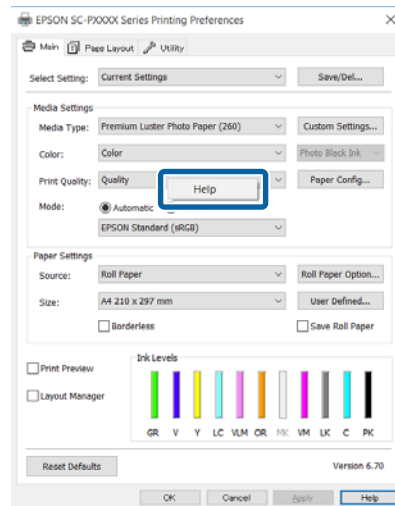 EPSON SC-PXXXX Series Printing Preferences
Main Page Layout Utility
Select Setting: Current Settings Save/Del...
Media Settings
Media Type: Premium Luster Photo Paper (260) Custom Settings...
Color: Color Photo Black Ink
Print Quality: Quality Paper Config...
Help
Mode: Automatic
EPSON Standard (sRGB)
Paper Settings
Source: Roll Paper Roll Paper Option...
Size: A4 210 x 297 mm User Defined...
Borderless Save Roll Paper
Print Preview
Layout Manager
Ink Levels
GR V Y LC VLM OR MK VM LK C PK
Reset Defaults Version 6.70
OK Cancel Apply Help